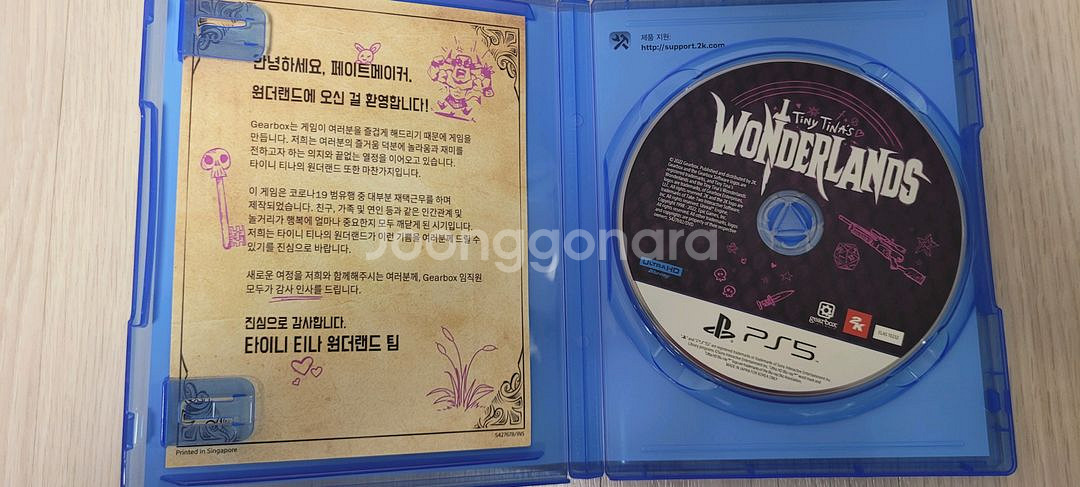 안녕하세요, 페이트메이커.
원더랜드에 오신 걸 환영합니다!
Gearbox는 게임이 여러분을 즐겁게 해드리기 때문에 게임을
만듭니다. 저희는 여러분의 즐거움 덕분에 놀라움과 재미를
전하고자 하는 의지와 끝없는 열정을 이어오고 있습니다.
타이니 티나의 원더랜드 또한 마찬가지입니다.
이 게임은 코로나19 범유행 중 대부분 재택근무를 하며
제작되었습니다. 친구, 가족 및 연인 등과 같은 인간관계 및
놀거리가 행복에 얼마나 중요한지 모두 깨닫게 된 시기입니다.
저희는 타이니 티나의 원더랜드가 이런 기쁨을 여러분께 드릴 수
있기를 진심으로 바랍니다.
새로운 여정을 저희와 함께해주시는 여러분께, Gearbox 임직원
모두가 감사 인사를 드립니다.
진심으로 감사합니다.
타이니 티나 원더랜드 팀
5427678/INS
Printed in Singapore
제품 지원:
http://support.2k.com
TINY TINA'S
WONDERLANDS
ULTRA HD
Blu-ray
gearbox
2K
PS5
MADE IN JAPAN FOR KOREA ONLY
Joonggonara